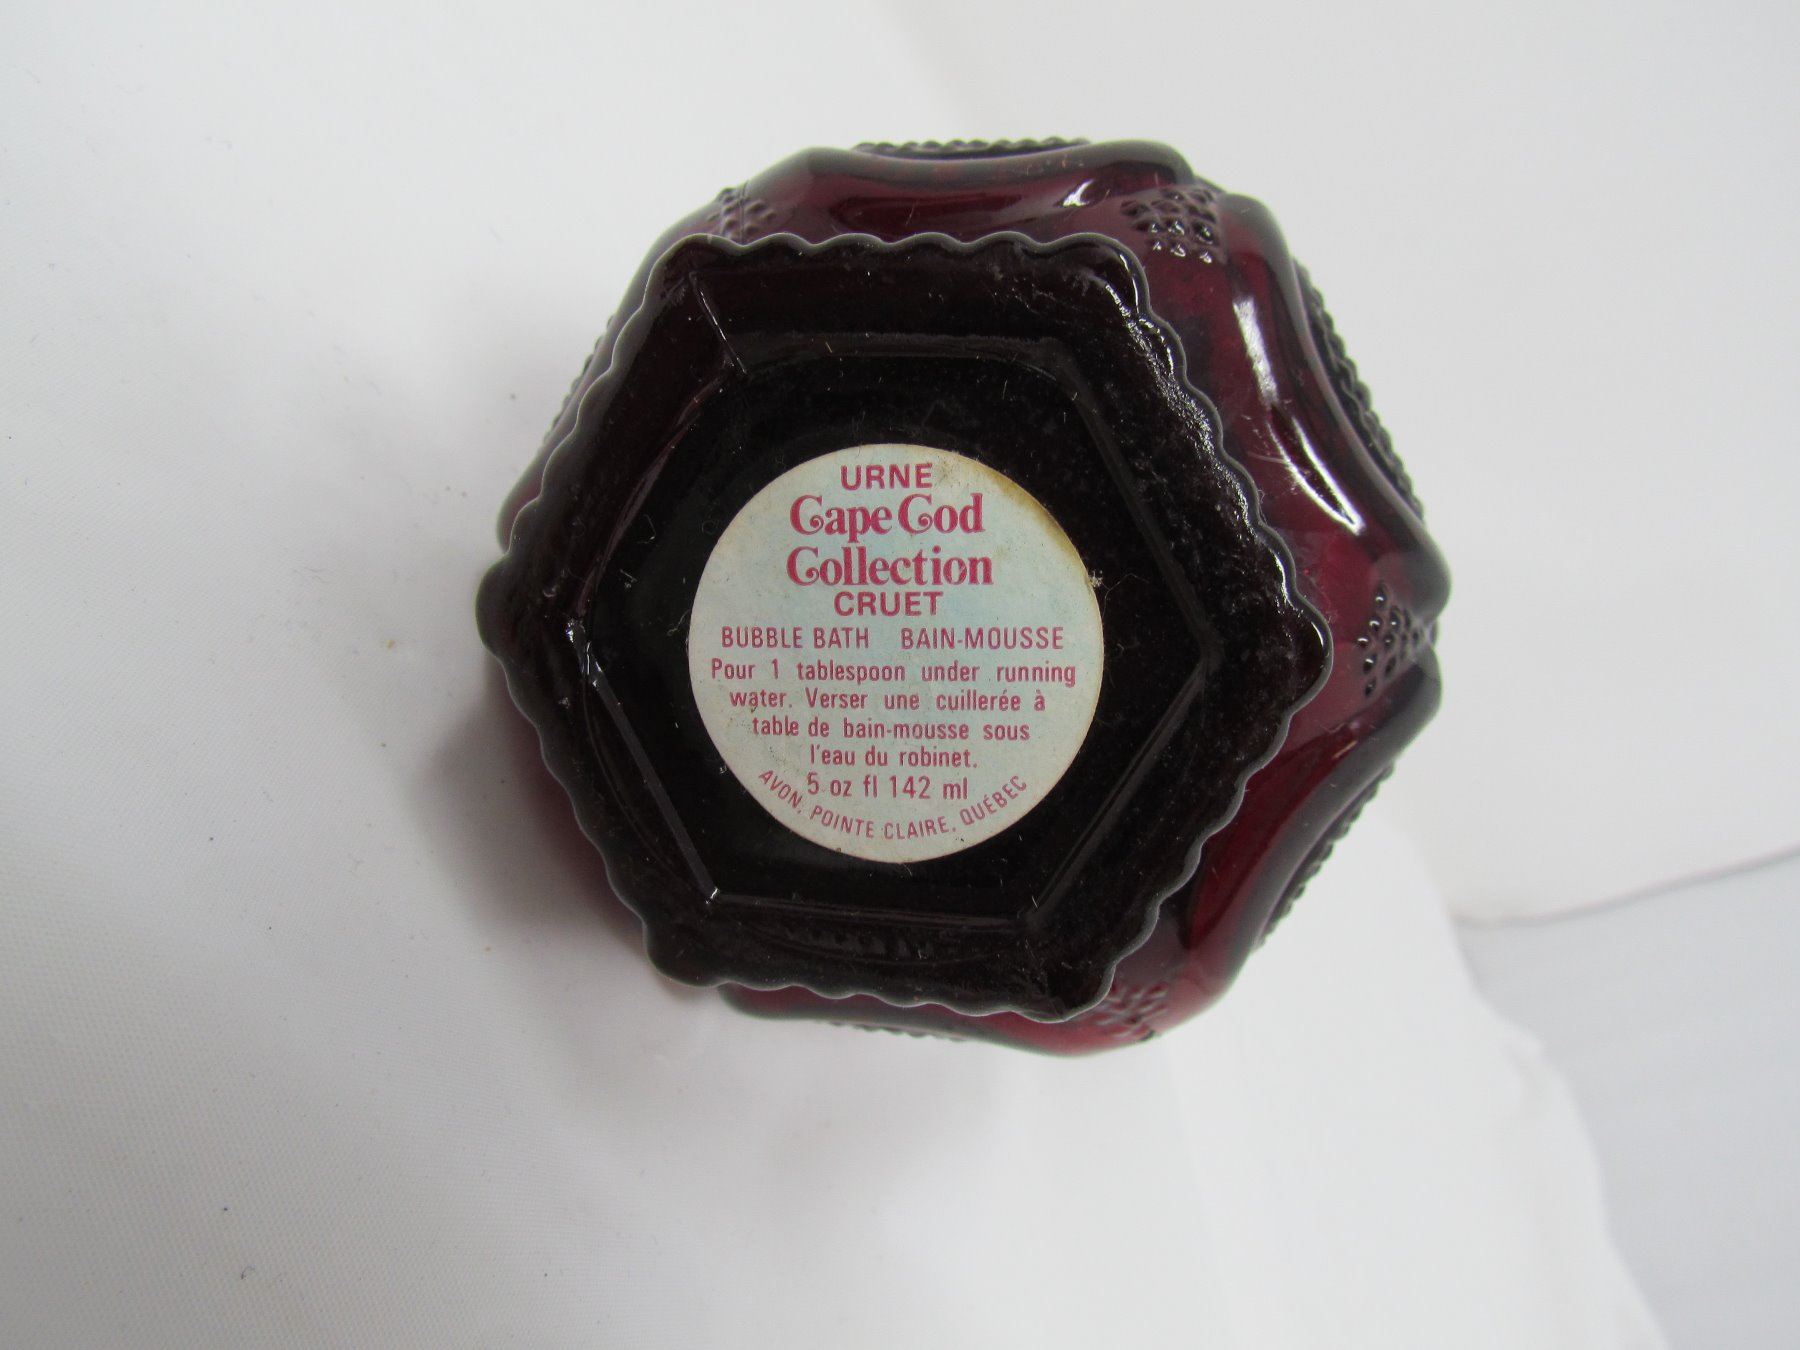 URNE
Cape Cod
Collection
CRUET
BUBBLE BATH BAIN-MOUSSE
Pour 1 tablespoon under running
water. Verser une cuillerée à
table de bain-mousse sous
l'eau du robinet.
5 oz fl 142 ml
AVON, POINTE CLAIRE, QUÉBEC